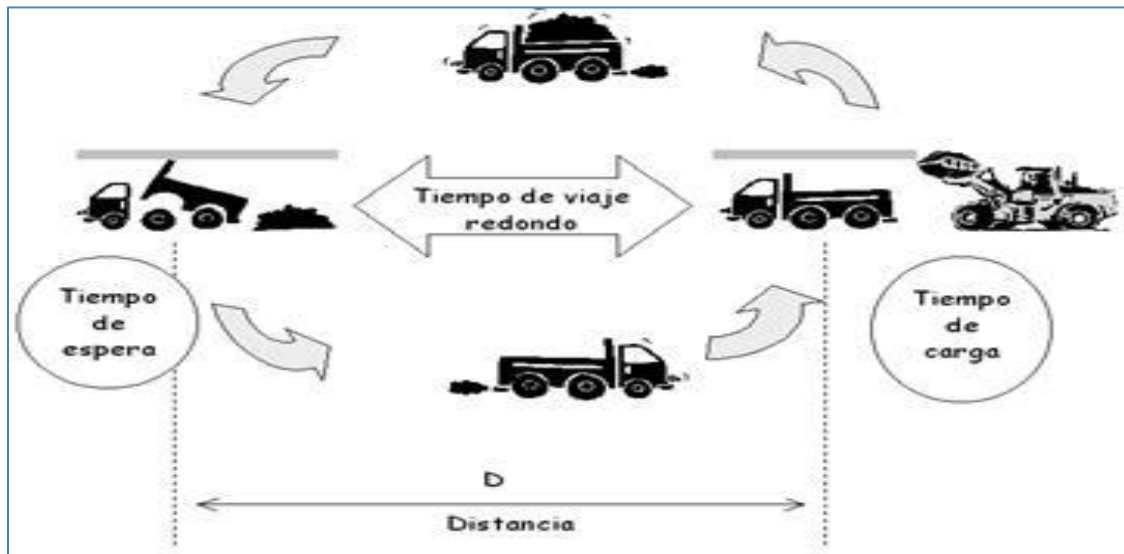 Tiempo de viaje
redondo
Tiempo
de
espera
Tiempo
de
carga
D
Distancia